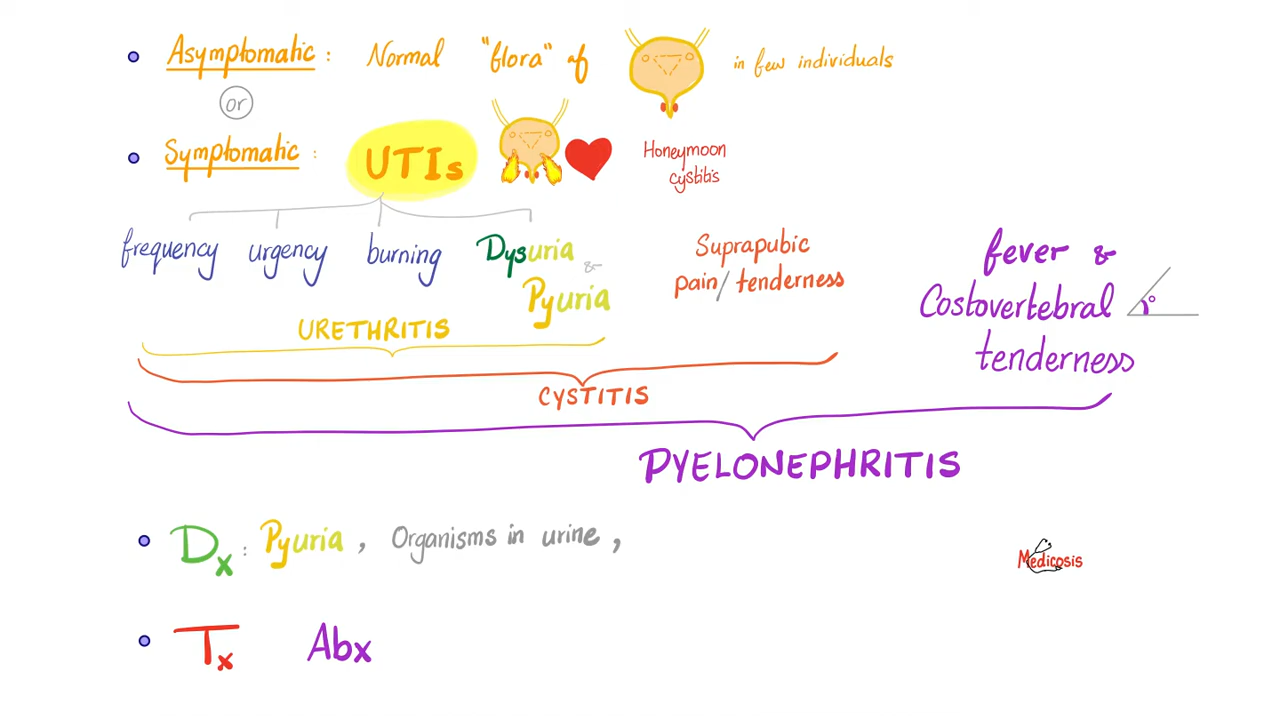 Asymptomatic : Normal "flora" of in few individuals
or
Symptomatic : UTIs Honeymoon cystitis
frequency urgency burning Dysuria & Pyuria
Suprapubic pain/tenderness
fever & Costovertebral tenderness
URETHRITIS
CYSTITIS
PYELONEPHRITIS
Dx : Pyuria , Organisms in urine ,
Medicosis
Tx Abx